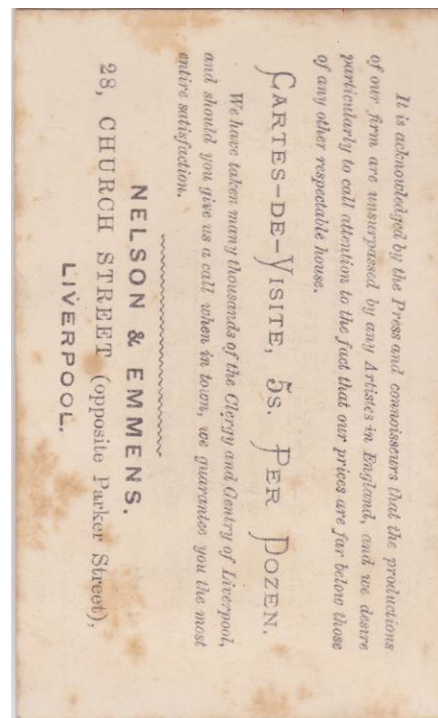 It is acknowledged by the Press and connoisseurs that the productions
of our firm are unsurpassed by any Artistes in England, and we desire
particularly to call attention to the fact that our prices are far below those
of any other respectable house.
CARTES-DE-VISITE, 5S. PER DOZEN.
We have taken many thousands of the Clergy and Gentry of Liverpool,
and should you give us a call when in town, we guarantee you the most
entire satisfaction.
NELSON & EMMENS.
28, CHURCH STREET (opposite Parker Street),
LIVERPOOL.